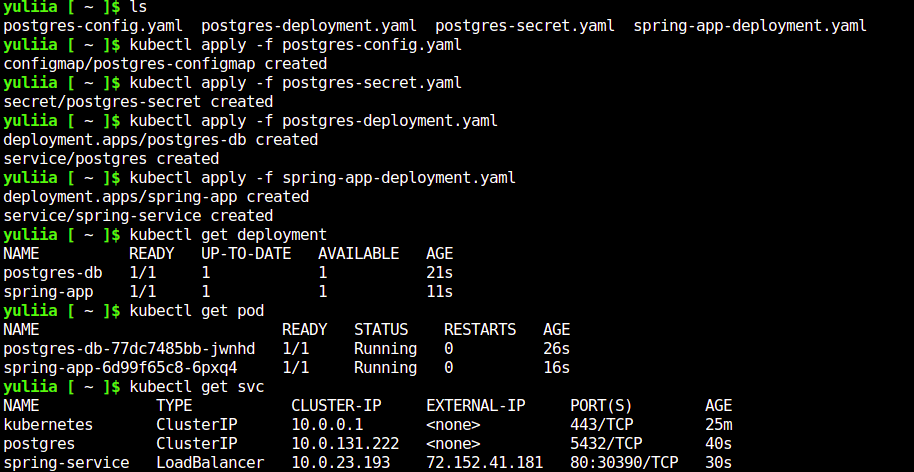 yuliia [ ~ ]$ ls
postgres-config.yaml  postgres-deployment.yaml  postgres-secret.yaml  spring-app-deployment.yaml
yuliia [ ~ ]$ kubectl apply -f postgres-config.yaml
configmap/postgres-configmap created
yuliia [ ~ ]$ kubectl apply -f postgres-secret.yaml
secret/postgres-secret created
yuliia [ ~ ]$ kubectl apply -f postgres-deployment.yaml
deployment.apps/postgres-db created
service/postgres created
yuliia [ ~ ]$ kubectl apply -f spring-app-deployment.yaml
deployment.apps/spring-app created
service/spring-service created
yuliia [ ~ ]$ kubectl get deployment
NAME          READY   UP-TO-DATE   AVAILABLE   AGE
postgres-db   1/1     1            1           21s
spring-app    1/1     1            1           11s
yuliia [ ~ ]$ kubectl get pod
NAME                           READY   STATUS    RESTARTS   AGE
postgres-db-77dc7485bb-jwnhd   1/1     Running   0          26s
spring-app-6d99f65c8-6pxq4     1/1     Running   0          16s
yuliia [ ~ ]$ kubectl get svc
NAME             TYPE           CLUSTER-IP     EXTERNAL-IP     PORT(S)        AGE
kubernetes       ClusterIP      10.0.0.1       <none>          443/TCP        25m
postgres         ClusterIP      10.0.131.222   <none>          5432/TCP       40s
spring-service   LoadBalancer   10.0.23.193    72.152.41.181   80:30390/TCP   30s